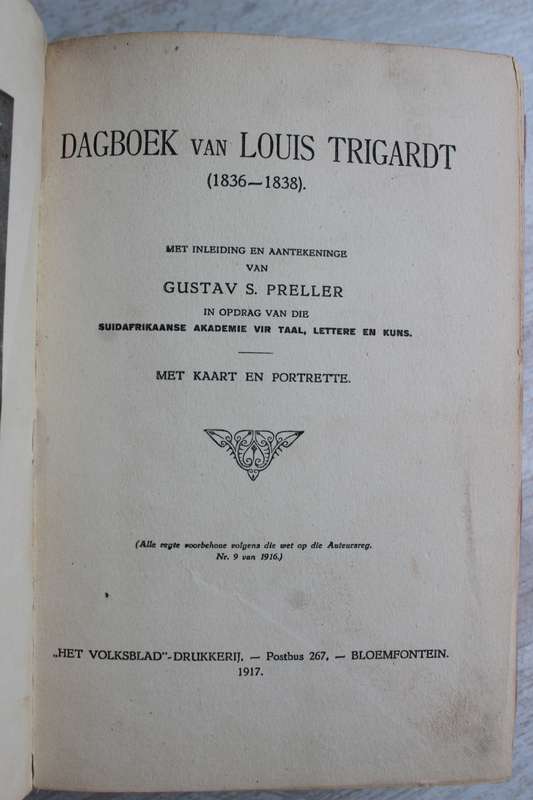 DAGBOEK VAN LOUIS TRIGARDT
(1836—1838).
MET INLEIDING EN AANTEKENINGE
VAN
GUSTAV S. PRELLER
IN OPDRAG VAN DIE
SUIDAFRIKAANSE AKADEMIE VIR TAAL, LETTERE EN KUNS.
MET KAART EN PORTRETTE.
(Alle regte voorbehoue volgens die wet op die Auteursreg.
Nr. 9 van 1916.)
„HET VOLKSBLAD"-DRUKKERIJ, — Postbus 267, — BLOEMFONTEIN.
1917.